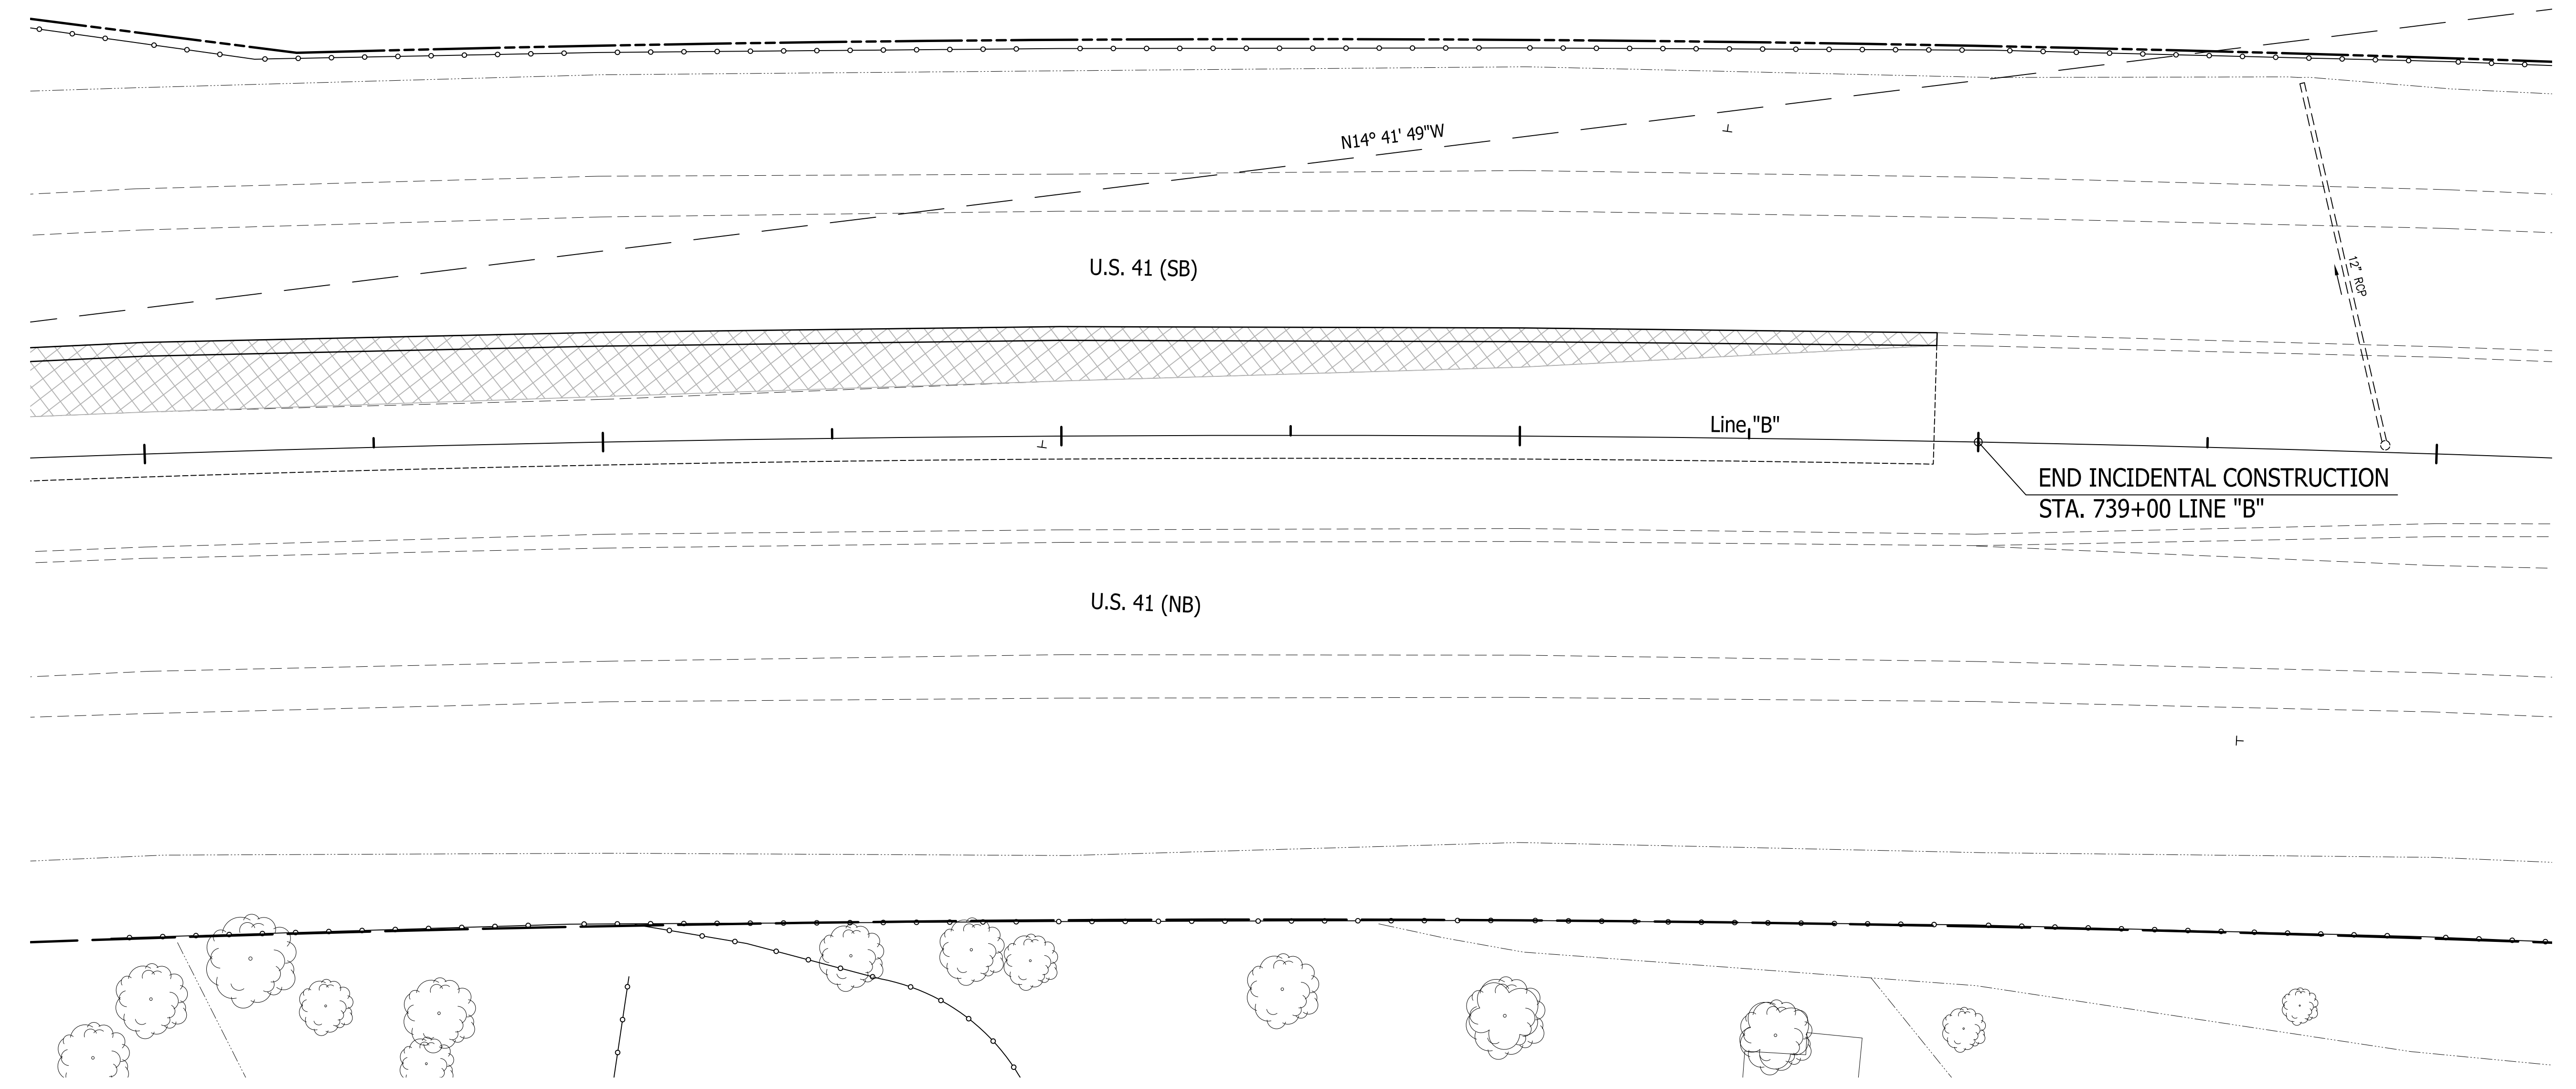 N14° 41' 49"W
U.S. 41 (SB)
12" RCP
Line "B"
END INCIDENTAL CONSTRUCTION
STA. 739+00 LINE "B"
U.S. 41 (NB)